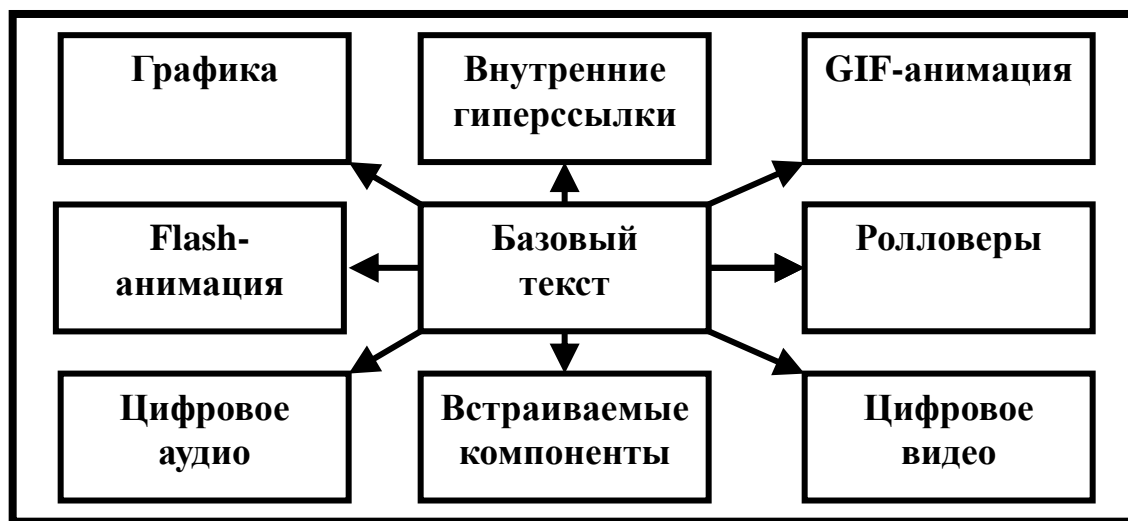 Графика
Внутренние
гиперссылки
GIF-анимация
Flash-
анимация
Базовый
текст
Ролловеры
Цифровое
аудио
Встраиваемые
компоненты
Цифровое
видео